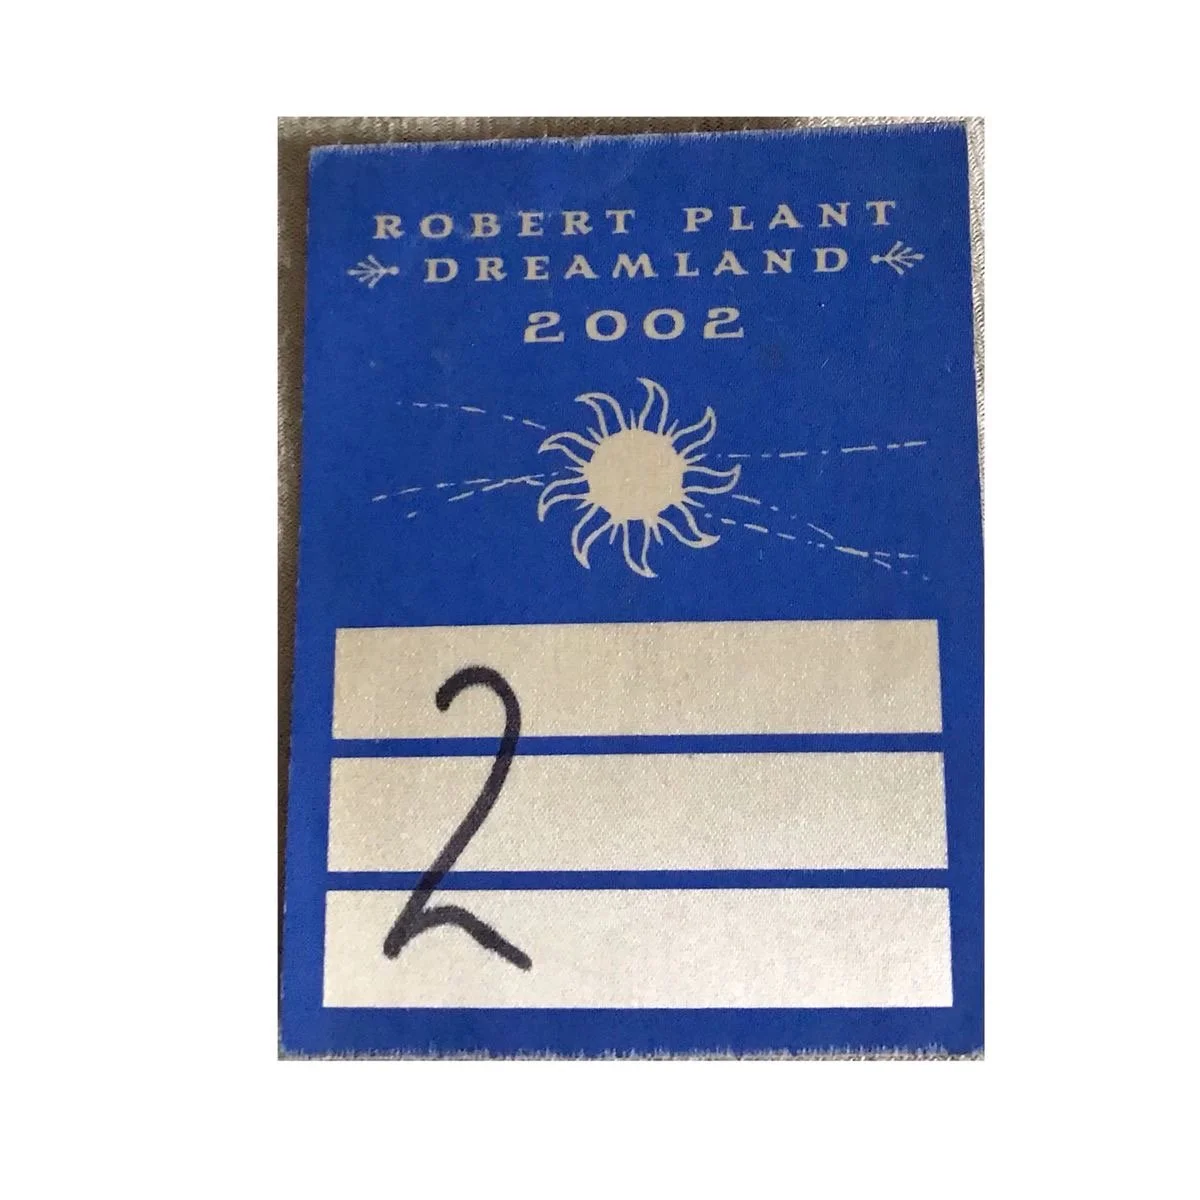 ROBERT PLANT
DREAMLAND
2002
2